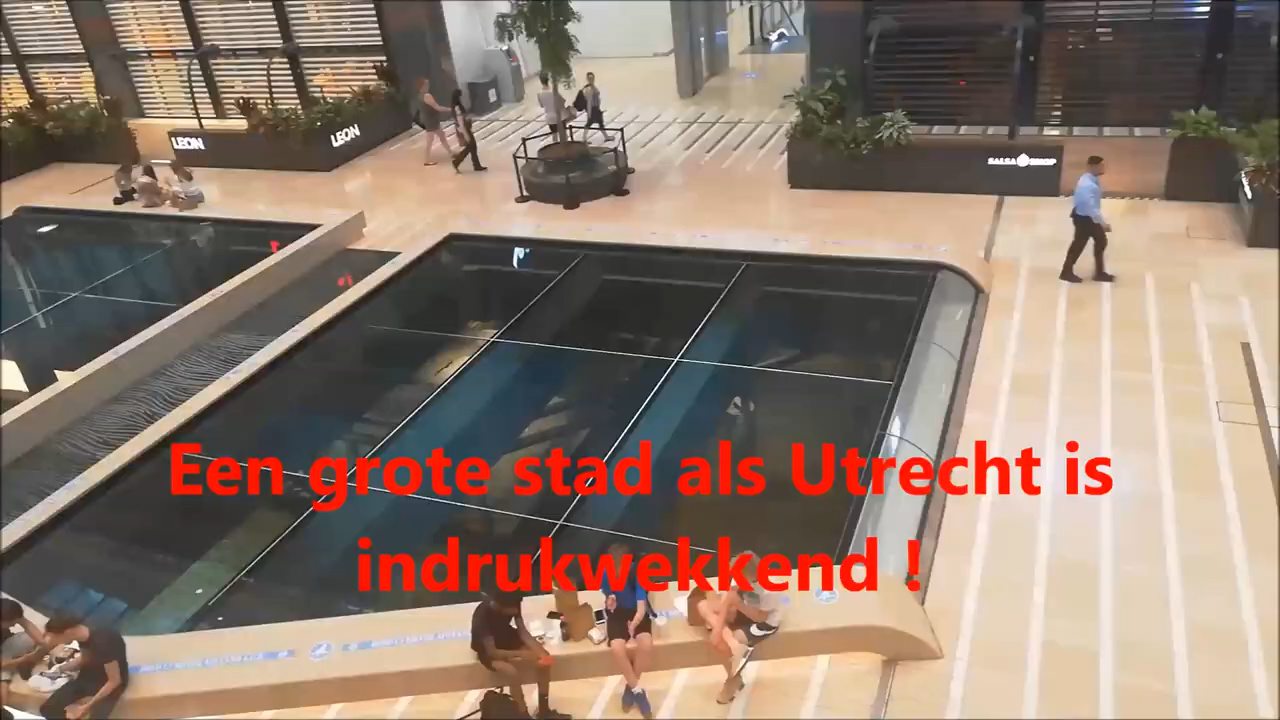 LEON
LEON
SALSA SHOP
Een grote stad als Utrecht is
indrukwekkend !